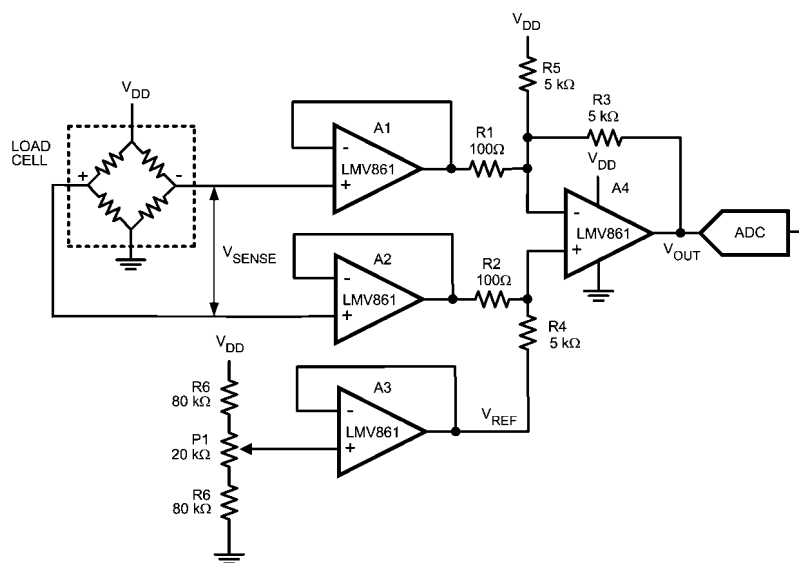 VDD
R5
5 kΩ
R3
5 kΩ
VDD
LOAD
CELL
+
-
A1
-
LMV861
+
R1
100Ω
VDD
A4
-
LMV861
+
VOUT
ADC
VSENSE
A2
-
LMV861
+
R2
100Ω
R4
5 kΩ
VDD
R6
80 kΩ
P1
20 kΩ
R6
80 kΩ
A3
-
LMV861
+
VREF